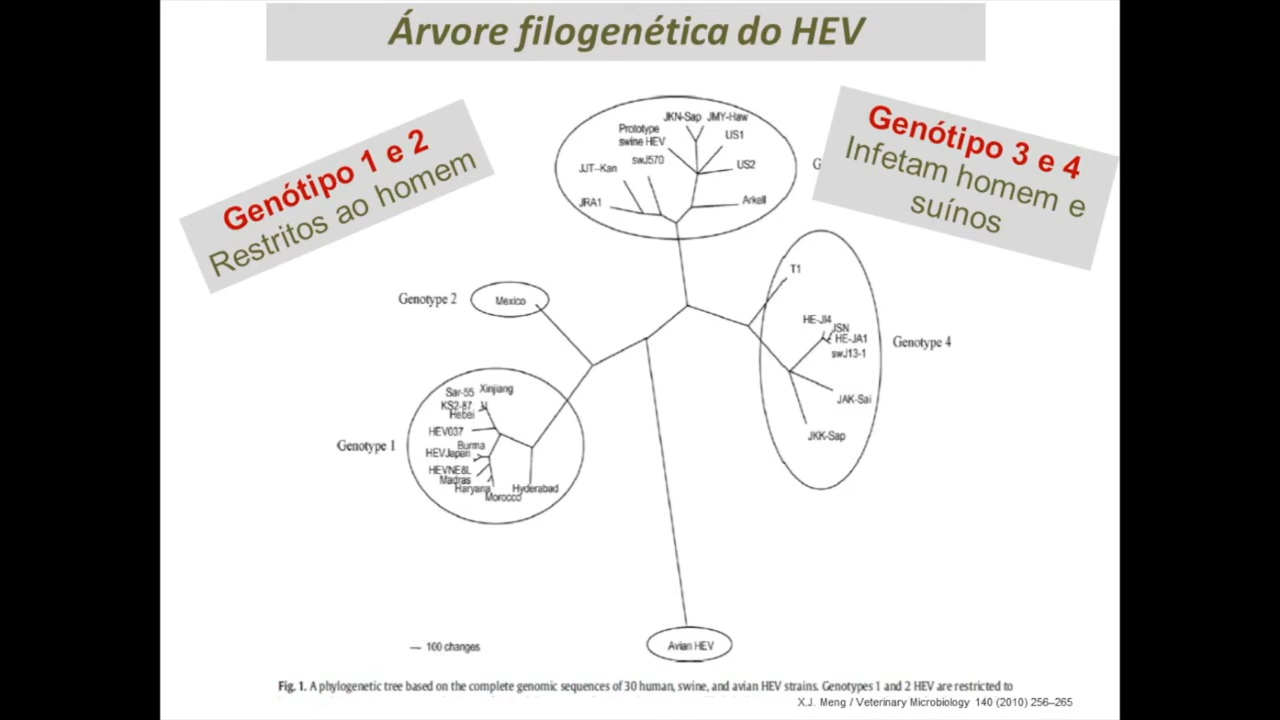 Árvore filogenética do HEV
Genótipo 1 e 2
Restritos ao homem
Genótipo 3 e 4
Infetam homem e
suínos
JKN-Sap JMY-Haw
Prototype
swine HEV
US1
swJ570
JJT--Kan
US2
JRA1
Arkell
G
T1
Genotype 2
Mexico
HE-JI4
JSN
HE-JA1
swJ13-1
Genotype 4
JAK-Sai
JKK-Sap
Sar-55 Xinjiang
KS2-87
Hebei
HEV037
Genotype 1
Burma
HEVJapan
HEVNE8L
Madras
Haryana
Hyderabad
Morocco
Avian HEV
100 changes
Fig. 1. A phylogenetic tree based on the complete genomic sequences of 30 human, swine, and avian HEV strains. Genotypes 1 and 2 HEV are restricted to
X.J. Meng / Veterinary Microbiology 140 (2010) 256–265